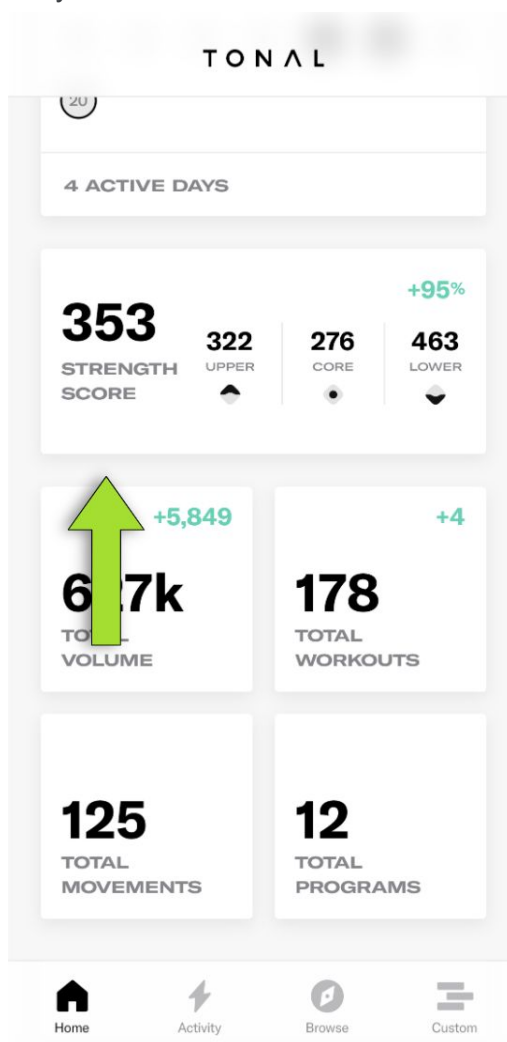 TONAL
20
4 ACTIVE DAYS
+95%
353
STRENGTH
SCORE
322
UPPER
276
CORE
463
LOWER
+5,849
7k
VOLUME
+4
178
TOTAL
WORKOUTS
125
TOTAL
MOVEMENTS
12
TOTAL
PROGRAMS
Home
Activity
Browse
Custom